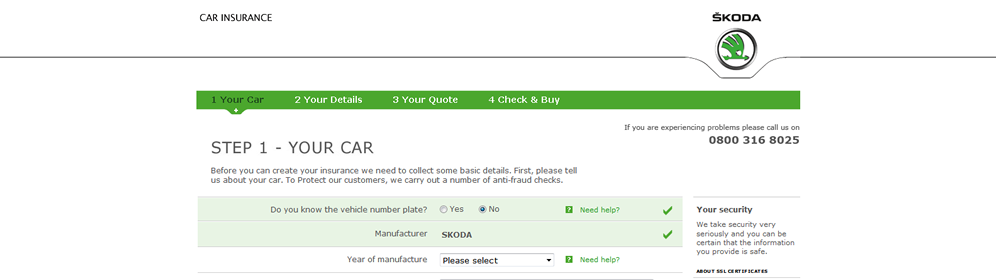 CAR INSURANCE
ŠKODA
1 Your Car 2 Your Details 3 Your Quote 4 Check & Buy
If you are experiencing problems please call us on
0800 316 8025
STEP 1 - YOUR CAR
Before you can create your insurance we need to collect some basic details. First, please tell
us about your car. To Protect our customers, we carry out a number of anti-fraud checks.
Do you know the vehicle number plate? Yes No ? Need help?
Manufacturer SKODA
Year of manufacture Please select ? Need help?
Your security
We take security very
seriously and you can be
certain that the information
you provide is safe.
ABOUT SSL CERTIFICATES